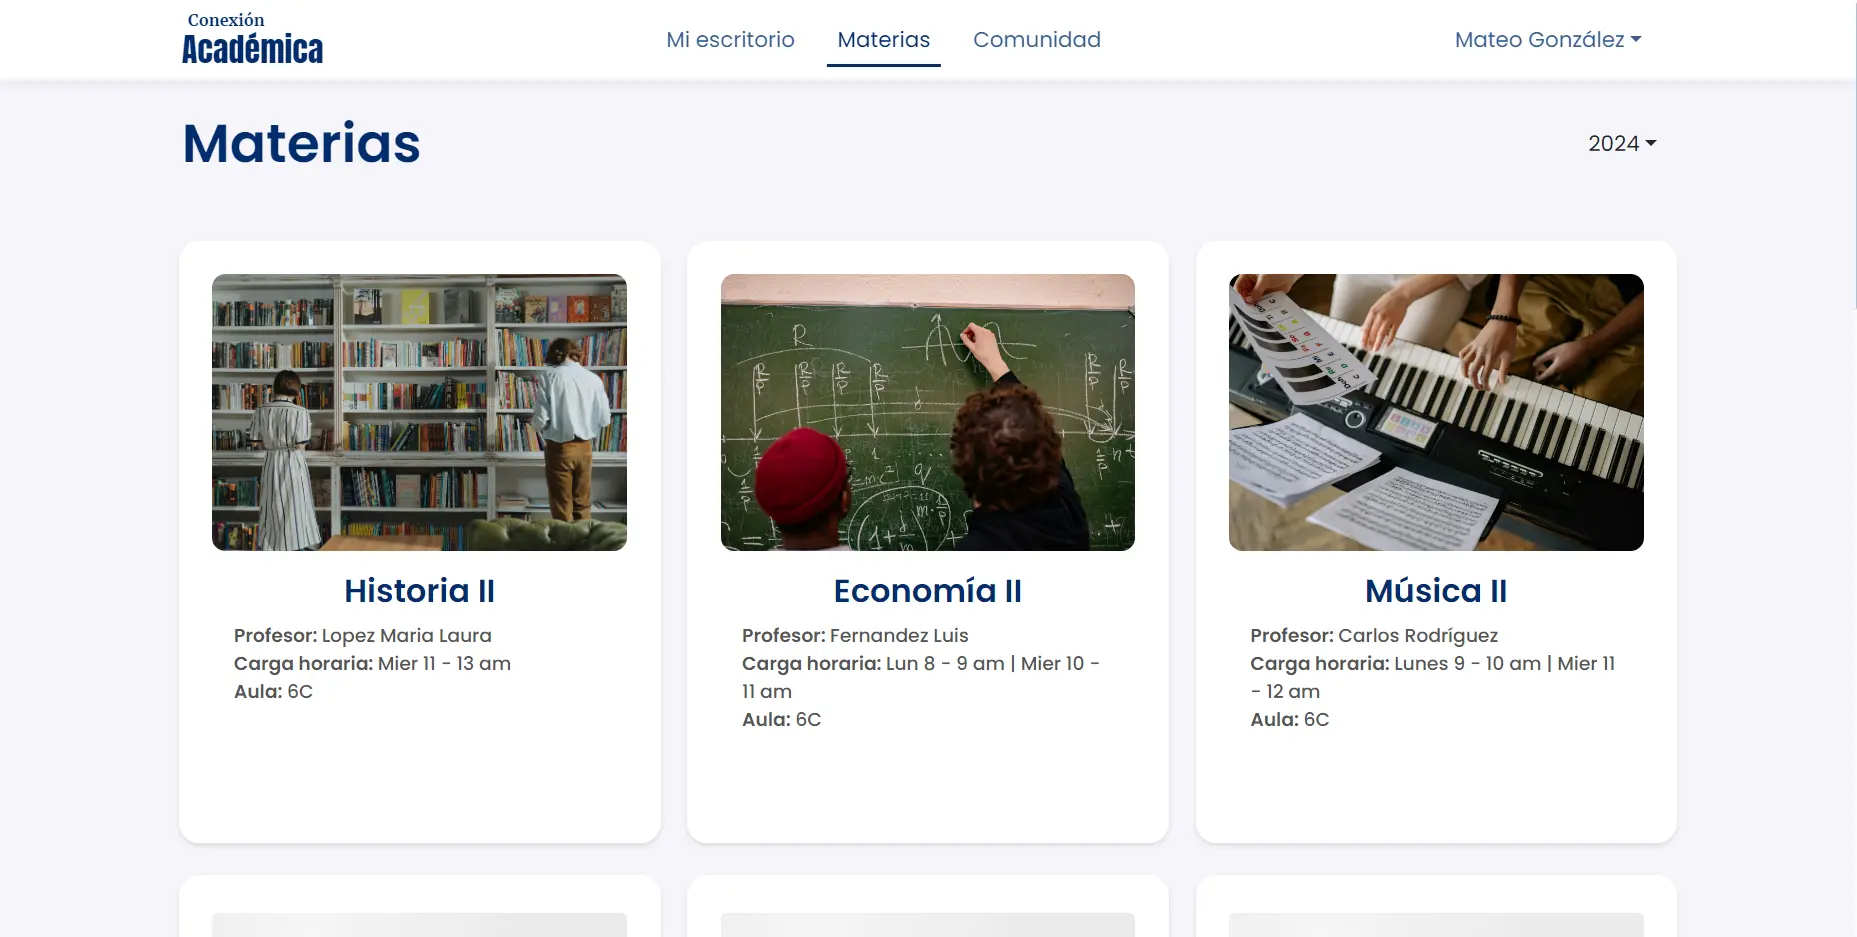 Conexión
Académica
Mi escritorio
Materias
Comunidad
Mateo González
Materias
2024
Historia II
Profesor: Lopez Maria Laura
Carga horaria: Mier 11 - 13 am
Aula: 6C
Economía II
Profesor: Fernandez Luis
Carga horaria: Lun 8 - 9 am | Mier 10 -
11 am
Aula: 6C
Música II
Profesor: Carlos Rodríguez
Carga horaria: Lunes 9 - 10 am | Mier 11
- 12 am
Aula: 6C